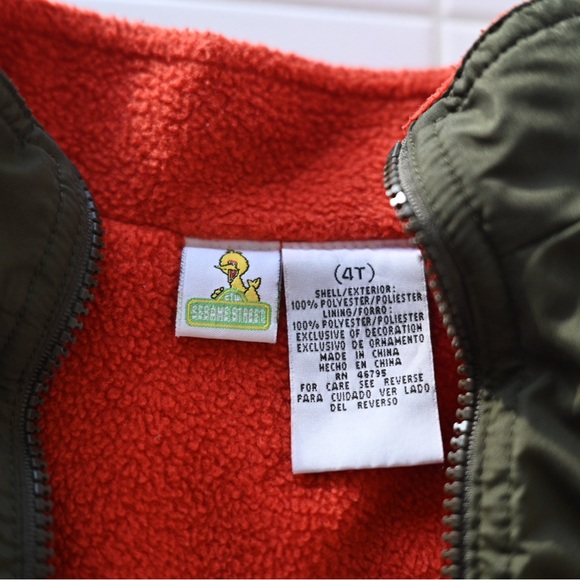 SESAME STREET
(4T)
SHELL/EXTERIOR:
100% POLYESTER/POLIESTER
LINING/FORRO:
100% POLYESTER/POLIESTER
EXCLUSIVE OF DECORATION
EXCLUSIVO DE ORNAMENTO
MADE IN CHINA
HECHO EN CHINA
RN 46795
FOR CARE SEE REVERSE
PARA CUIDADO VER LADO
DEL REVERSO